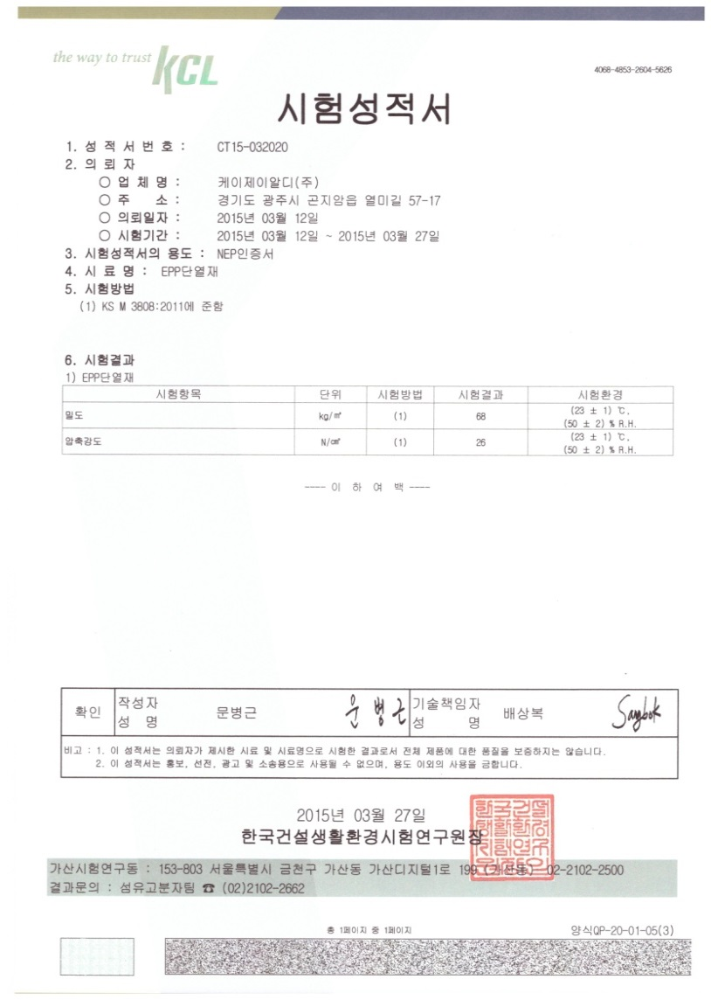 the way to trust KCL
4068-4853-2604-5626
시험성적서
1. 성 적 서 번 호 : CT15-032020
2. 의 뢰 자
○ 업 체 명 : 케이제이알디(주)
○ 주 소 : 경기도 광주시 곤지암읍 열미길 57-17
○ 의뢰일자 : 2015년 03월 12일
○ 시험기간 : 2015년 03월 12일 ~ 2015년 03월 27일
3. 시험성적서의 용도 : NEP인증서
4. 시 료 명 : EPP단열재
5. 시험방법
(1) KS M 3808:2011에 준함
6. 시험결과
1) EPP단열재
시험항목 단위 시험방법 시험결과 시험환경
밀도 kg/㎥ (1) 68 (23 ± 1) ℃,
(50 ± 2) % R.H.
압축강도 N/㎠ (1) 26 (23 ± 1) ℃,
(50 ± 2) % R.H.
---- 이 하 여 백 ----
확인 작성자 성 명 문병근 문병근 기술책임자 성 명 배상복 Sangbok
비고 : 1. 이 성적서는 의뢰자가 제시한 시료 및 시료명으로 시험한 결과로서 전체 제품에 대한 품질을 보증하지는 않습니다.
2. 이 성적서는 홍보, 선전, 광고 및 소송용으로 사용될 수 없으며, 용도 이외의 사용을 금합니다.
2015년 03월 27일
한국건설생활환경시험연구원장
가산시험연구동 : 153-803 서울특별시 금천구 가산동 가산디지털1로 199 (가산동) 02-2102-2500
결과문의 : 섬유고분자팀 ☎ (02)2102-2662
총 1페이지 중 1페이지
양식QP-20-01-05(3)